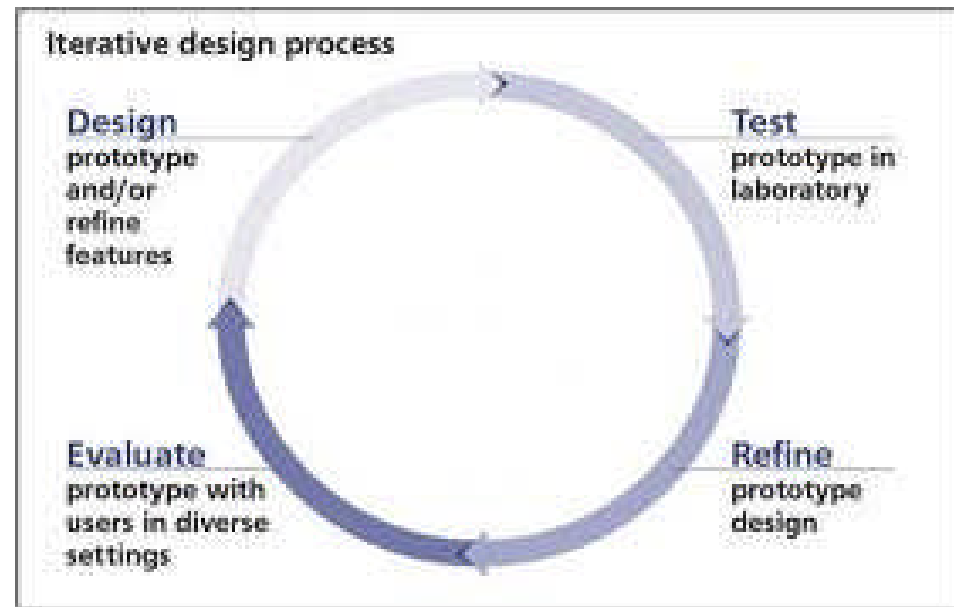 Iterative design process
Design
prototype
and/or
refine
features
Test
prototype in
laboratory
Refine
prototype
design
Evaluate
prototype with
users in diverse
settings